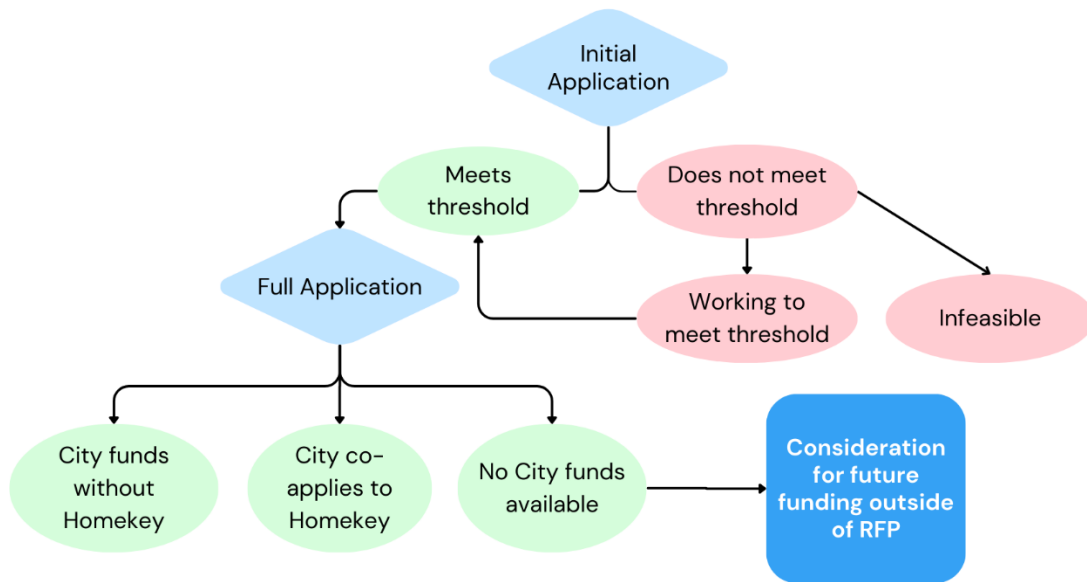 Initial
Application
Meets
threshold
Does not meet
threshold
Full Application
Working to
meet threshold
Infeasible
City funds
without
Homekey
City co-
applies to
Homekey
No City funds
available
Consideration
for future
funding outside
of RFP